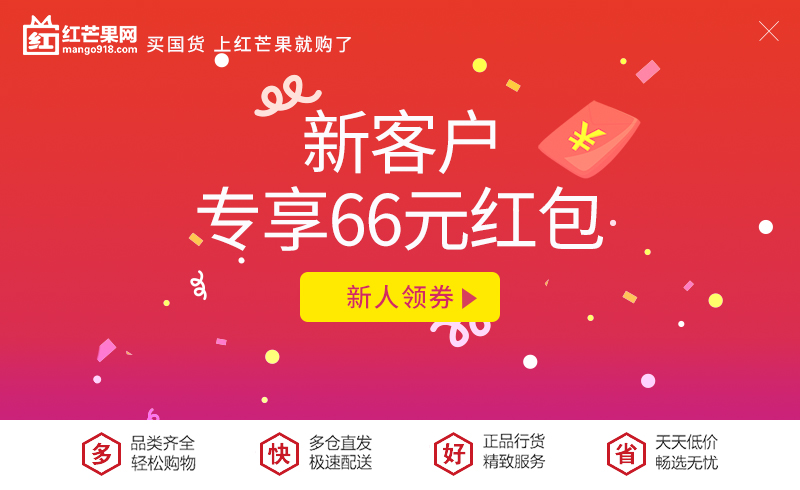 红
红芒果网
mango918.com
买国货 上红芒果就购了
新客户
¥
专享66元红包
新人领券
多
品类齐全
轻松购物
快
多仓直发
极速配送
好
正品行货
精致服务
省
天天低价
畅选无忧